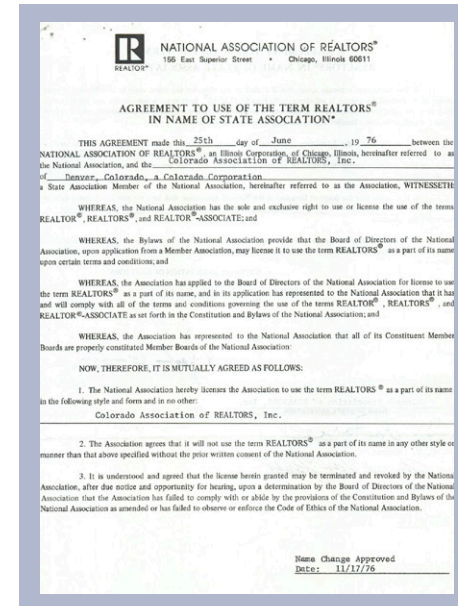 NATIONAL ASSOCIATION OF REALTORS®
155 East Superior Street • Chicago, Illinois 60611
REALTOR®
AGREEMENT TO USE OF THE TERM REALTORS®
IN NAME OF STATE ASSOCIATION*
THIS AGREEMENT made this 25th day of June , 19 76 between the
NATIONAL ASSOCIATION OF REALTORS®, an Illinois Corporation, of Chicago, Illinois, hereinafter referred to as
the National Association, and the Colorado Association of REALTORS, Inc.
of Denver, Colorado, a Colorado Corporation
a State Association Member of the National Association, hereinafter referred to as the Association, WITNESSETH:
WHEREAS, the National Association has the sole and exclusive right to use or license the use of the terms
REALTOR®, REALTORS®, and REALTOR®-ASSOCIATE; and
WHEREAS, the Bylaws of the National Association provide that the Board of Directors of the National
Association, upon application from a Member Association, may license it to use the term REALTORS® as a part of its name
upon certain terms and conditions; and
WHEREAS, the Association has applied to the Board of Directors of the National Association for license to use
the term REALTORS® as a part of its name, and in its application has represented to the National Association that it has
and will comply with all of the terms and conditions governing the use of the terms REALTOR®, REALTORS®, and
REALTOR®-ASSOCIATE as set forth in the Constitution and Bylaws of the National Association; and
WHEREAS, the Association has represented to the National Association that all of its Constituent Member
Boards are properly constituted Member Boards of the National Association:
NOW, THEREFORE, IT IS MUTUALLY AGREED AS FOLLOWS:
1. The National Association hereby licenses the Association to use the term REALTORS® as a part of its name
in the following style and form and in no other:
Colorado Association of REALTORS, Inc.
2. The Association agrees that it will not use the term REALTORS® as a part of its name in any other style or
manner than that above specified without the prior written consent of the National Association.
3. It is understood and agreed that the license herein granted may be terminated and revoked by the National
Association, after due notice and opportunity for hearing, upon a determination by the Board of Directors of the National
Association that the Association has failed to comply with or abide by the provisions of the Constitution and Bylaws of the
National Association as amended or has failed to observe or enforce the Code of Ethics of the National Association.
Name Change Approved
Date: 11/17/76